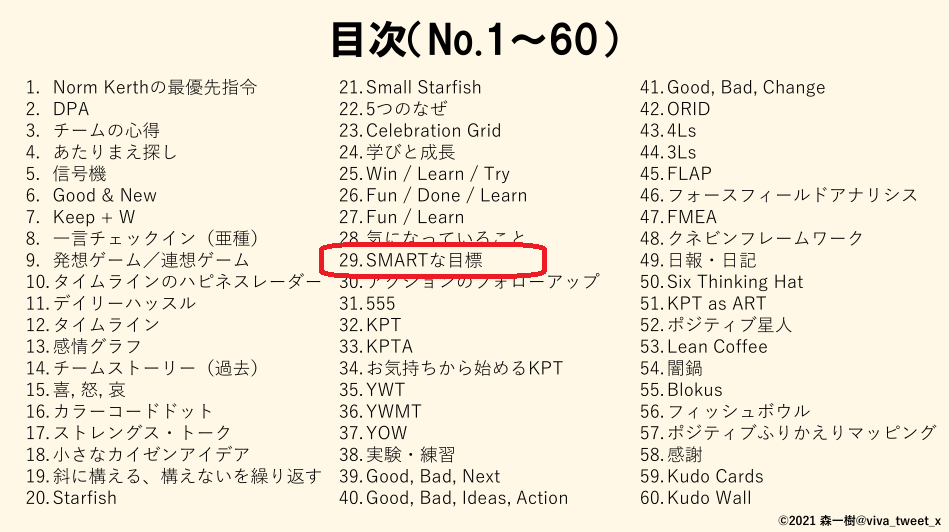 目次(No.1~60)
1. Norm Kerthの最優先指令
2. DPA
3. チームの心得
4. あたりまえ探し
5. 信号機
6. Good & New
7. Keep + W
8. 一言チェックイン（亜種）
9. 発想ゲーム／連想ゲーム
10. タイムラインのハピネスレーダー
11. デイリーハッスル
12. タイムライン
13. 感情グラフ
14. チームストーリー（過去）
15. 喜, 怒, 哀
16. カラーコードドット
17. ストレングス・トーク
18. 小さなカイゼンアイデア
19. 斜に構える、構えないを繰り返す
20. Starfish
21. Small Starfish
22. 5つのなぜ
23. Celebration Grid
24. 学びと成長
25. Win / Learn / Try
26. Fun / Done / Learn
27. Fun / Learn
28. 気になっていること
29. SMARTな目標
30. アクションのフォローアップ
31. 555
32. KPT
33. KPTA
34. お気持ちから始めるKPT
35. YWT
36. YWMT
37. YOW
38. 実験・練習
39. Good, Bad, Next
40. Good, Bad, Ideas, Action
41. Good, Bad, Change
42. ORID
43. 4Ls
44. 3Ls
45. FLAP
46. フォースフィールドアナリシス
47. FMEA
48. クネビンフレームワーク
49. 日報・日記
50. Six Thinking Hat
51. KPT as ART
52. ポジティブ星人
53. Lean Coffee
54. 闇鍋
55. Blokus
56. フィッシュボウル
57. ポジティブふりかえりマッピング
58. 感謝
59. Kudo Cards
60. Kudo Wall
©2021 森一樹@viva_tweet_x